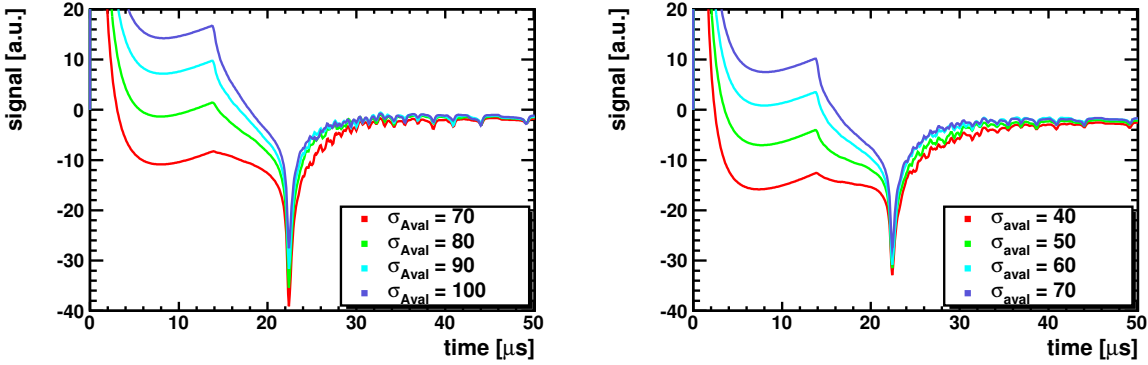 signal [a.u.]
20
10
0
-10
-20
-30
-40
σAval = 70
σAval = 80
σAval = 90
σAval = 100
0 10 20 30 40 50
time [μs]
signal [a.u.]
20
10
0
-10
-20
-30
-40
σaval = 40
σaval = 50
σaval = 60
σaval = 70
0 10 20 30 40 50
time [μs]